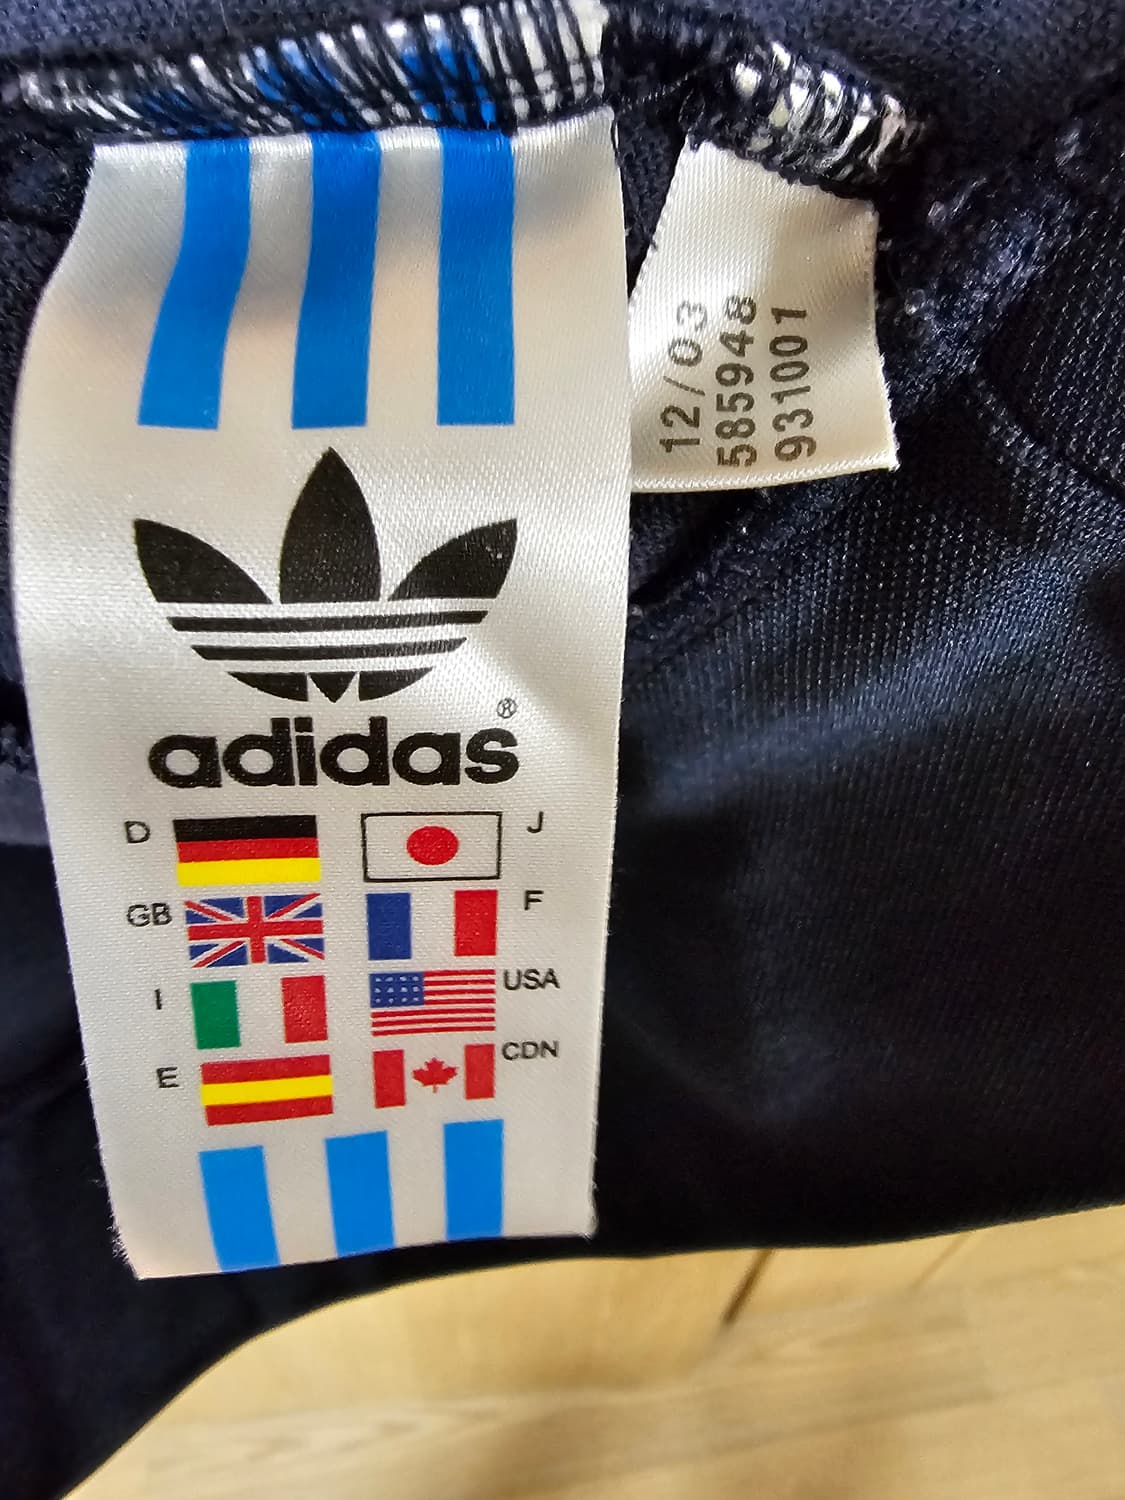 12/03
585948
931001
®
adidas
D J
GB F
I USA
E CDN